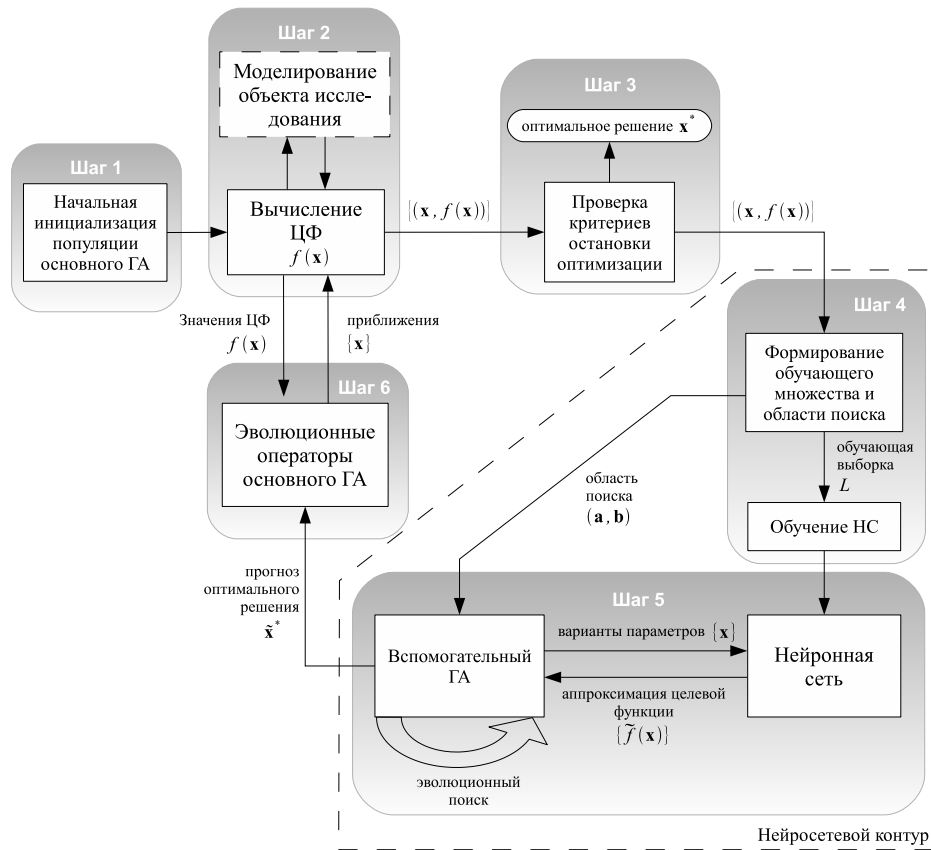 Шаг 1
Начальная
инициализация
популяции
основного ГА
Шаг 2
Моделирование
объекта иссле-
дования
Вычисление
ЦФ
f (x)
[(x , f (x))]
Шаг 3
оптимальное решение x*
Проверка
критериев
остановки
оптимизации
[(x , f (x))]
Шаг 4
Формирование
обучающего
множества и
области поиска
обучающая
выборка
L
Обучение НС
Значения ЦФ
f (x)
приближения
{x}
Шаг 6
Эволюционные
операторы
основного ГА
область
поиска
(a , b)
прогноз
оптимального
решения
x̃*
Шаг 5
Вспомогательный
ГА
варианты параметров {x}
аппроксимация целевой
функции
{f̃ (x)}
Нейронная
сеть
эволюционный
поиск
Нейросетевой контур